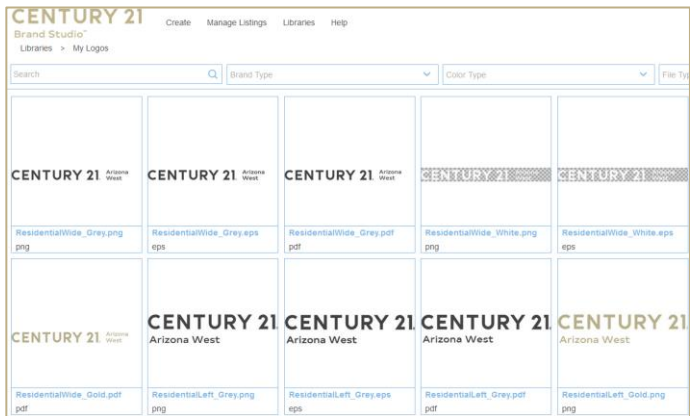 CENTURY 21
Create Manage Listings Libraries Help
Brand Studio
Libraries > My Logos
Search Brand Type Color Type File Typ
CENTURY 21. Arizona West
CENTURY 21. Arizona West
CENTURY 21. Arizona West
CENTURY 21
CENTURY 21
ResidentialWide_Grey.png
png
ResidentialWide_Grey.eps
eps
ResidentialWide_Grey.pdf
pdf
ResidentialWide_White.png
png
ResidentialWide_White.eps
eps
CENTURY 21. Arizona West
CENTURY 21.
Arizona West
CENTURY 21.
Arizona West
CENTURY 21.
Arizona West
CENTURY 21.
Arizona West
ResidentialWide_Gold.pdf
pdf
ResidentialLeft_Grey.png
png
ResidentialLeft_Grey.eps
eps
ResidentialLeft_Grey.pdf
pdf
ResidentialLeft_Gold.png
png